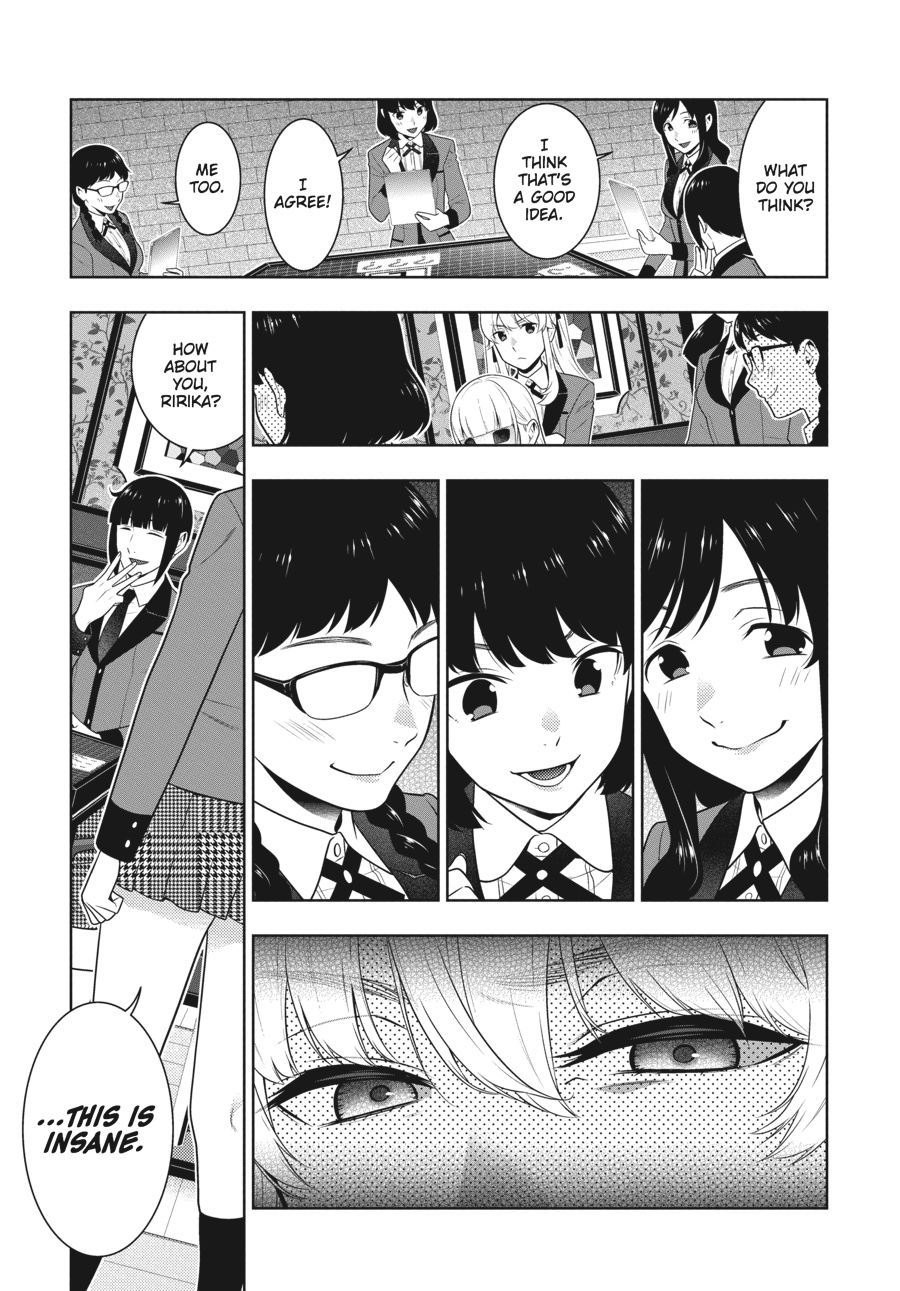 WHAT
DO YOU
THINK?
I
THINK
THAT'S
A GOOD
IDEA.
I
AGREE!
ME
TOO.
HOW
ABOUT
YOU,
RIRIKA?
...THIS IS
INSANE.